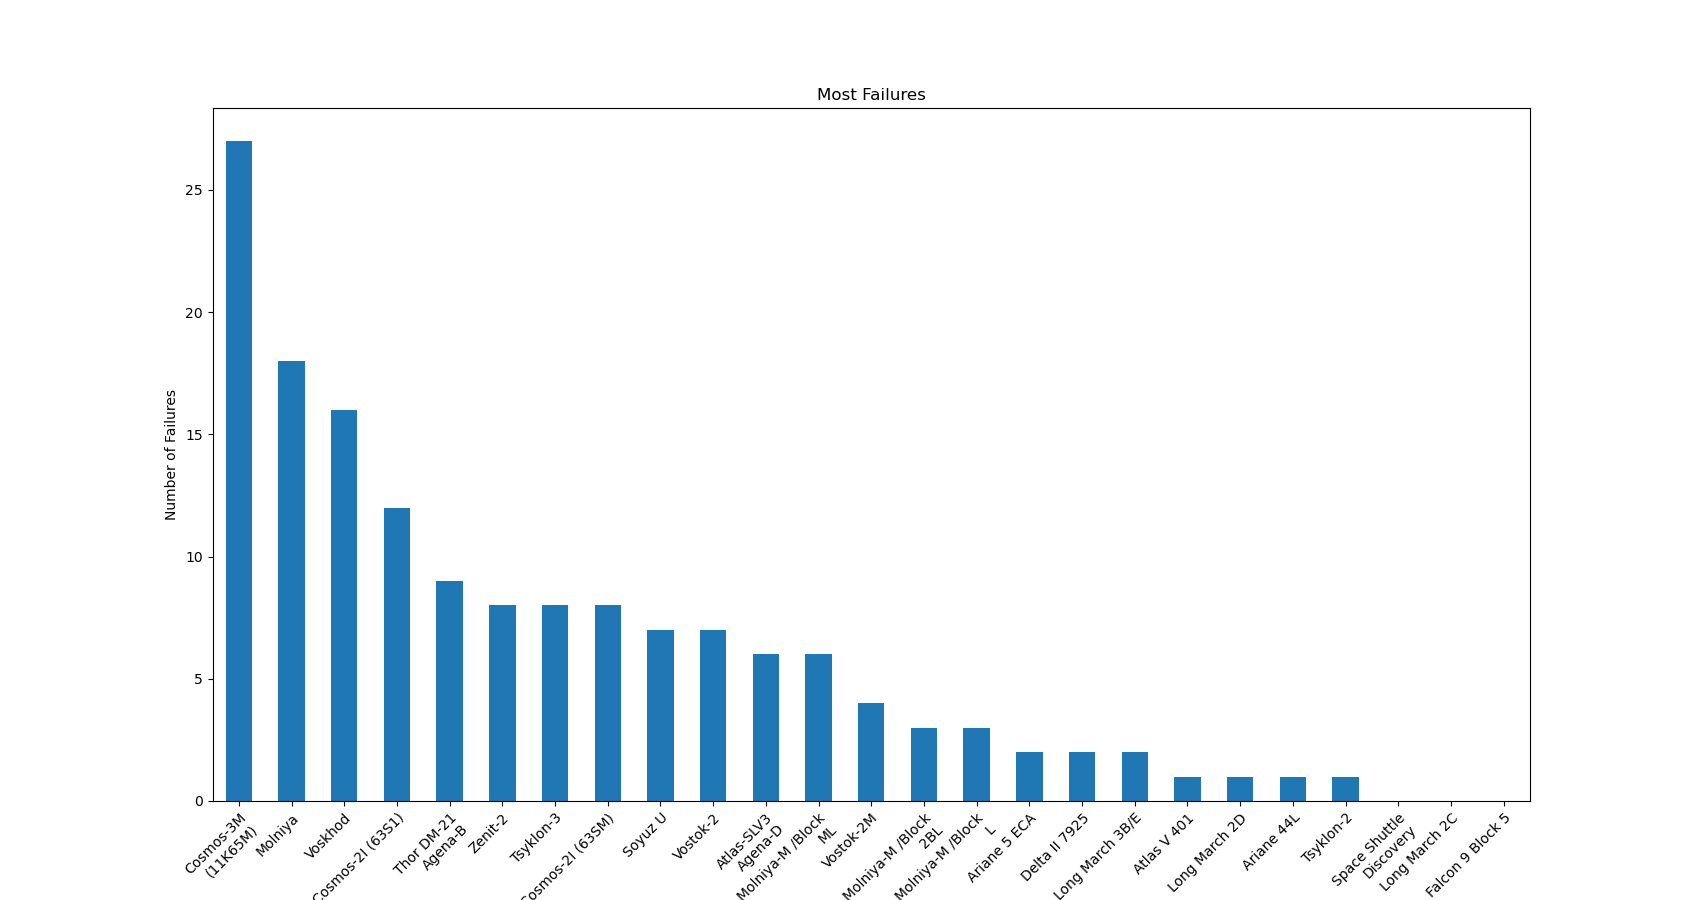 Most Failures
Number of Failures
25
20
15
10
5
0
Cosmos-3M
(11K65M)
Molniya
Voskhod
Cosmos-2I (63S1)
Thor DM-21
Agena-B
Zenit-2
Tsyklon-3
Cosmos-2I (63SM)
Soyuz U
Vostok-2
Atlas-SLV3
Agena-D
Molniya-M /Block
ML
Vostok-2M
Molniya-M /Block
2BL
Molniya-M /Block
L
Ariane 5 ECA
Delta II 7925
Long March 3B/E
Atlas V 401
Long March 2D
Ariane 44L
Tsyklon-2
Space Shuttle
Discovery
Long March 2C
Falcon 9 Block 5